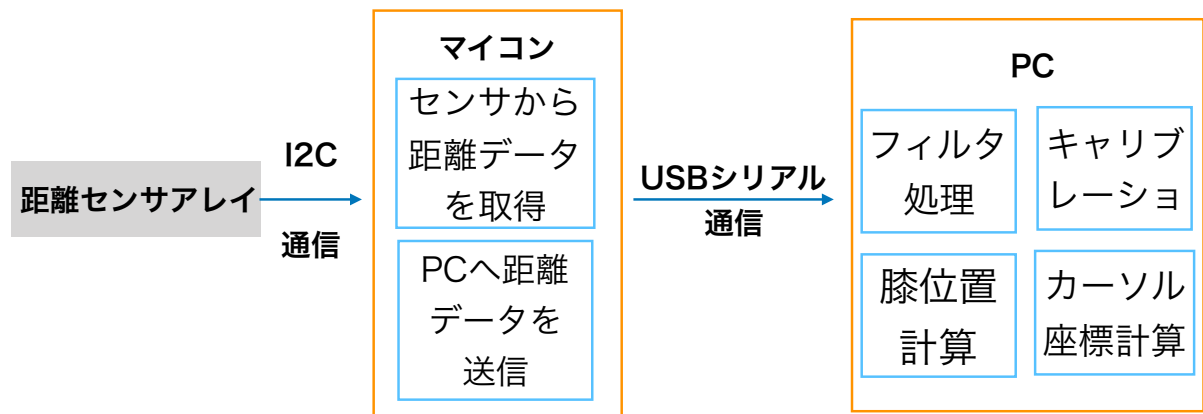 距離センサアレイ
I2C
通信
マイコン
センサから
距離データ
を取得
PCへ距離
データを
送信
USBシリアル
通信
PC
フィルタ
処理
キャリブ
レーショ
膝位置
計算
カーソル
座標計算